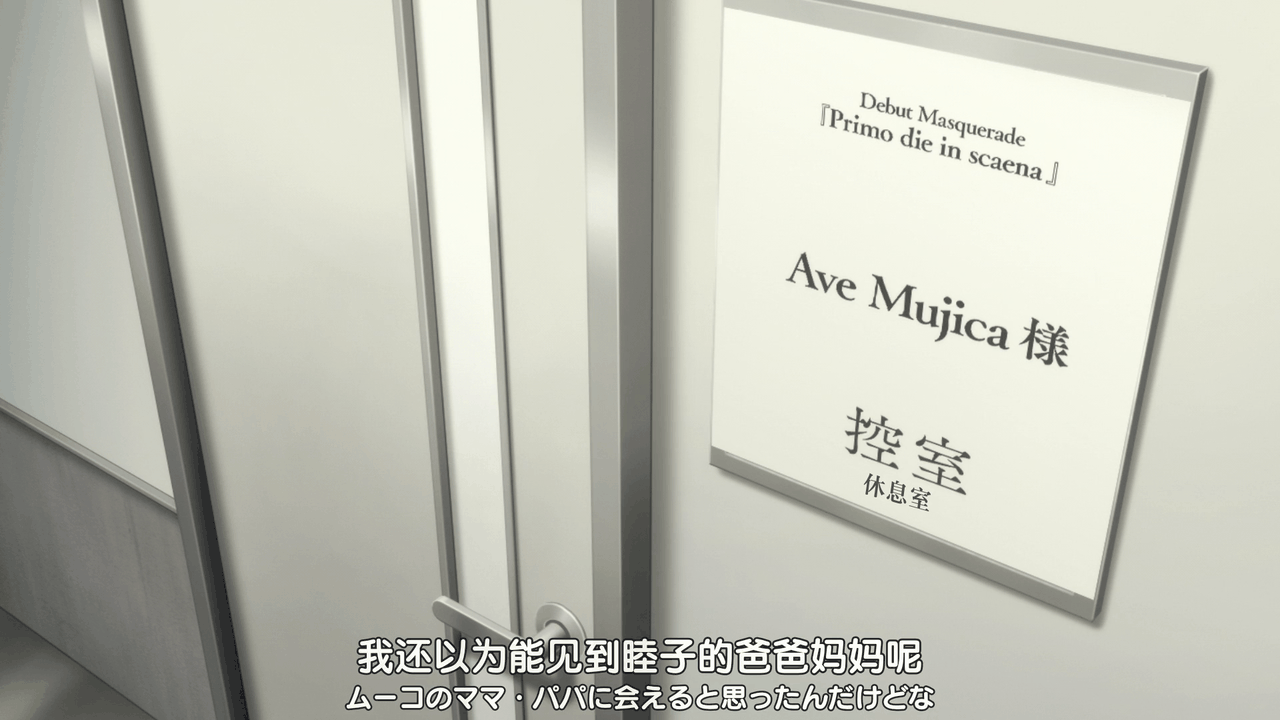 Debut Masquerade
『Primo die in scaena』
Ave Mujica 様
控室
休息室
我还以为能见到睦子的爸爸妈妈呢
ムーコのママ・パパに会えると思ったんだけどな